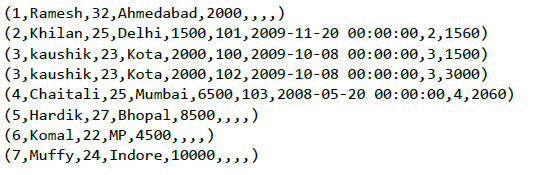 (1,Ramesh,32,Ahmedabad,2000,,,,)
(2,Khilan,25,Delhi,1500,101,2009-11-20 00:00:00,2,1560)
(3,kaushik,23,Kota,2000,100,2009-10-08 00:00:00,3,1500)
(3,kaushik,23,Kota,2000,102,2009-10-08 00:00:00,3,3000)
(4,Chaitali,25,Mumbai,6500,103,2008-05-20 00:00:00,4,2060)
(5,Hardik,27,Bhopal,8500,,,,)
(6,Komal,22,MP,4500,,,,)
(7,Muffy,24,Indore,10000,,,,)